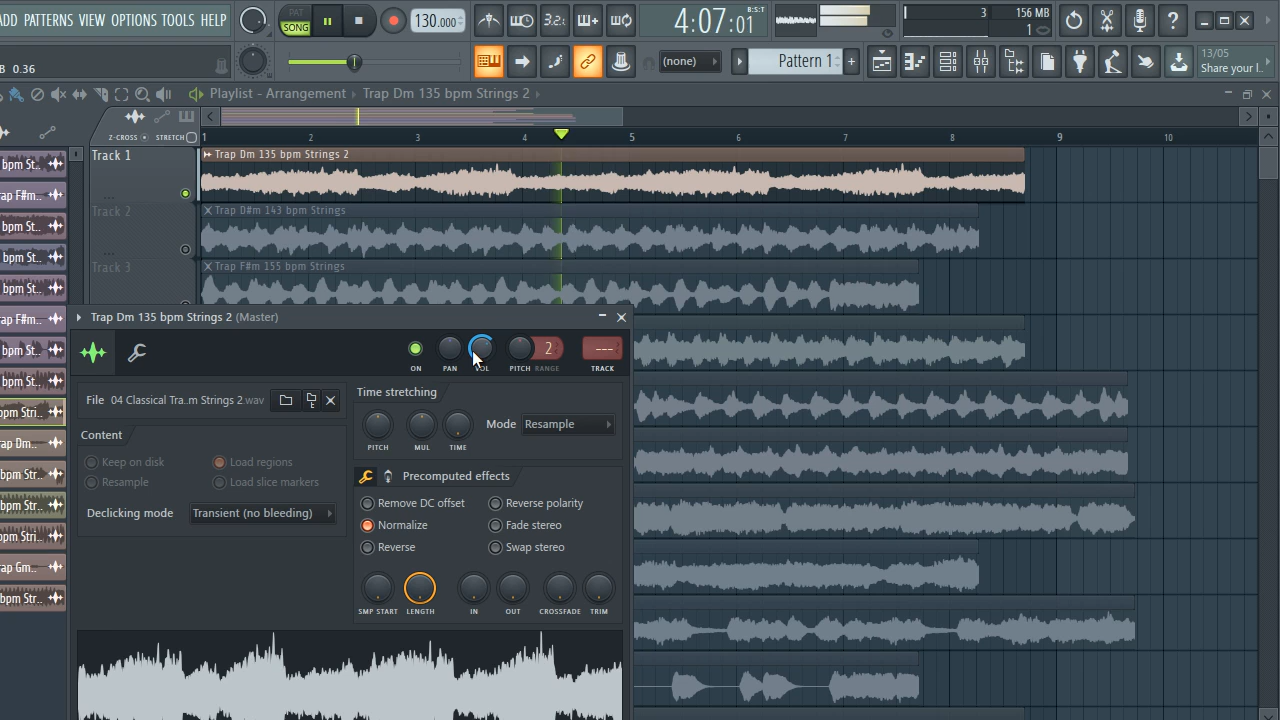 ADD PATTERNS VIEW OPTIONS TOOLS HELP
PAT
SONG
130.000
3.2.
4:07:01
B:S:T
3
156 MB
1
B 0.36
(none)
Pattern 1
+
13/05
Share your l..
Playlist - Arrangement
Trap Dm 135 bpm Strings 2
Z-CROSS
STRETCH
1 2 3 4 5 6 7 8 9 10
Track 1
Trap Dm 135 bpm Strings 2
...
Track 2
Trap D#m 143 bpm Strings
...
Track 3
Trap F#m 155 bpm Strings
bpm St..
rap F#m..
bpm St..
bpm St..
bpm St..
rap F#m..
bpm St..
bpm St..
bpm Stri..
rap Dm..
bpm Str..
bpm Str..
bpm Stri..
rap Gm..
bpm Str..
Trap Dm 135 bpm Strings 2 (Master)
ON
PAN
VOL
PITCH
2
RANGE
---
TRACK
File 04 Classical Tra..m Strings 2.wav
Content
Keep on disk
Load regions
Resample
Load slice markers
Declicking mode
Transient (no bleeding)
Time stretching
PITCH
MUL
TIME
Mode
Resample
Precomputed effects
Remove DC offset
Reverse polarity
Normalize
Fade stereo
Reverse
Swap stereo
SMP START
LENGTH
IN
OUT
CROSSFADE
TRIM